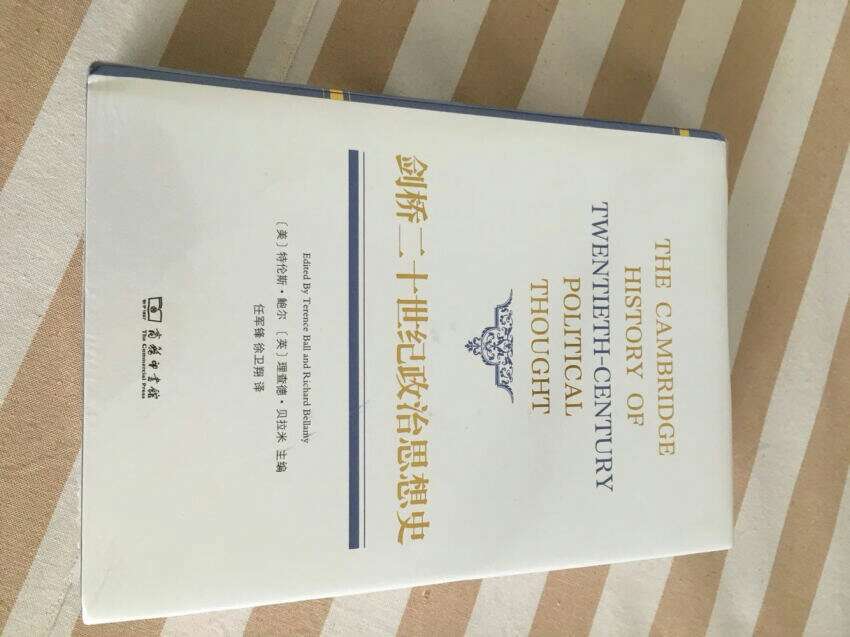 THE CAMBRIDGE
HISTORY OF
TWENTIETH-CENTURY
POLITICAL
THOUGHT
剑桥二十世纪政治思想史
Edited By Terence Ball and Richard Bellamy
〔美〕特伦斯·鲍尔〔英〕理查德·贝拉米 主编
任军锋 徐卫翔 译
商务印书馆
The Commercial Press